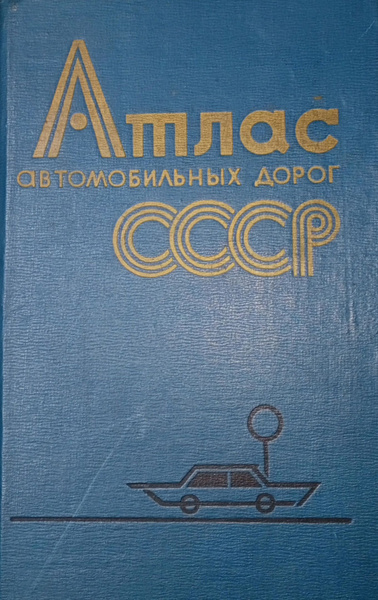 Атлас
автомобильных дорог
СССР